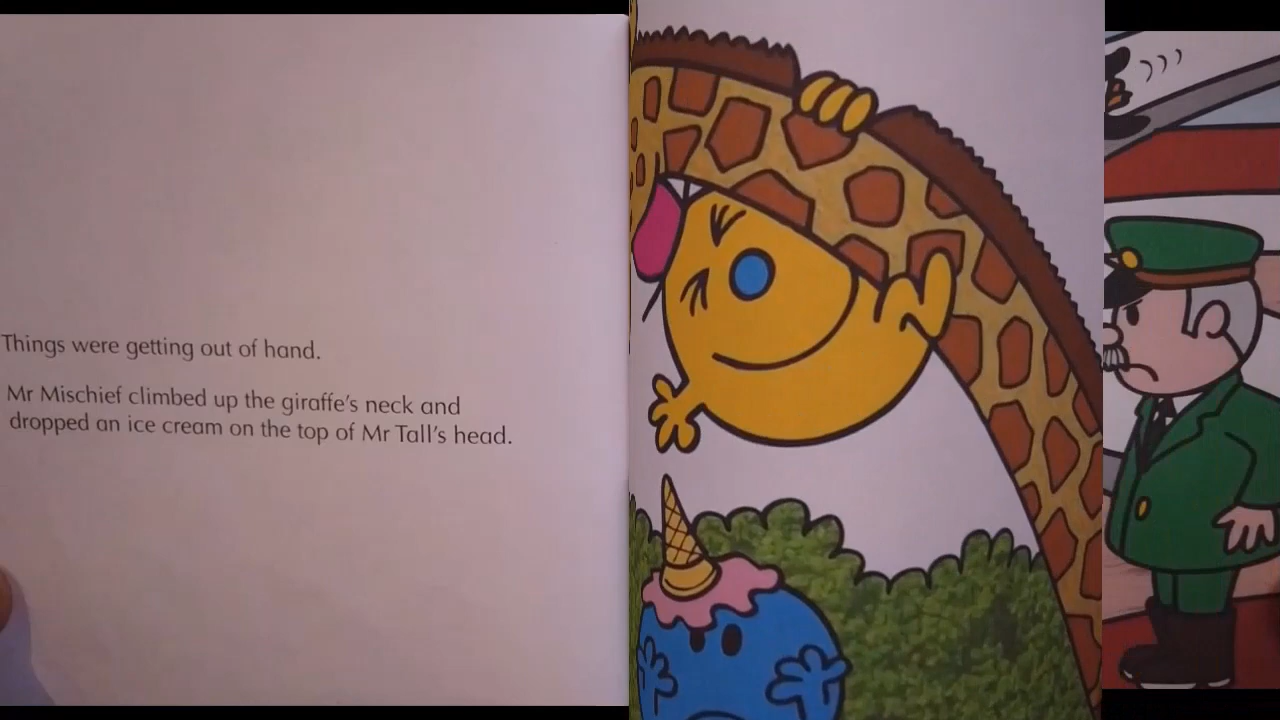 Things were getting out of hand.
Mr Mischief climbed up the giraffe's neck and
dropped an ice cream on the top of Mr Tall's head.